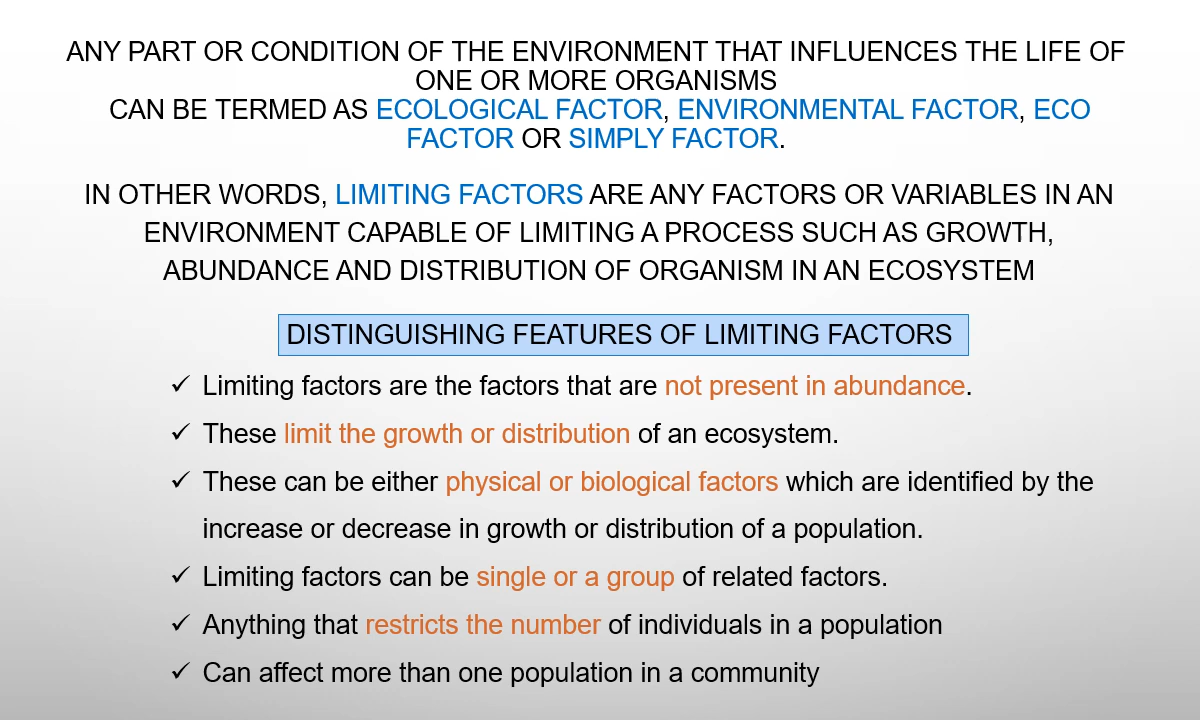 ANY PART OR CONDITION OF THE ENVIRONMENT THAT INFLUENCES THE LIFE OF
ONE OR MORE ORGANISMS
CAN BE TERMED AS ECOLOGICAL FACTOR, ENVIRONMENTAL FACTOR, ECO
FACTOR OR SIMPLY FACTOR.
IN OTHER WORDS, LIMITING FACTORS ARE ANY FACTORS OR VARIABLES IN AN
ENVIRONMENT CAPABLE OF LIMITING A PROCESS SUCH AS GROWTH,
ABUNDANCE AND DISTRIBUTION OF ORGANISM IN AN ECOSYSTEM
DISTINGUISHING FEATURES OF LIMITING FACTORS
✓ Limiting factors are the factors that are not present in abundance.
✓ These limit the growth or distribution of an ecosystem.
✓ These can be either physical or biological factors which are identified by the
increase or decrease in growth or distribution of a population.
✓ Limiting factors can be single or a group of related factors.
✓ Anything that restricts the number of individuals in a population
✓ Can affect more than one population in a community